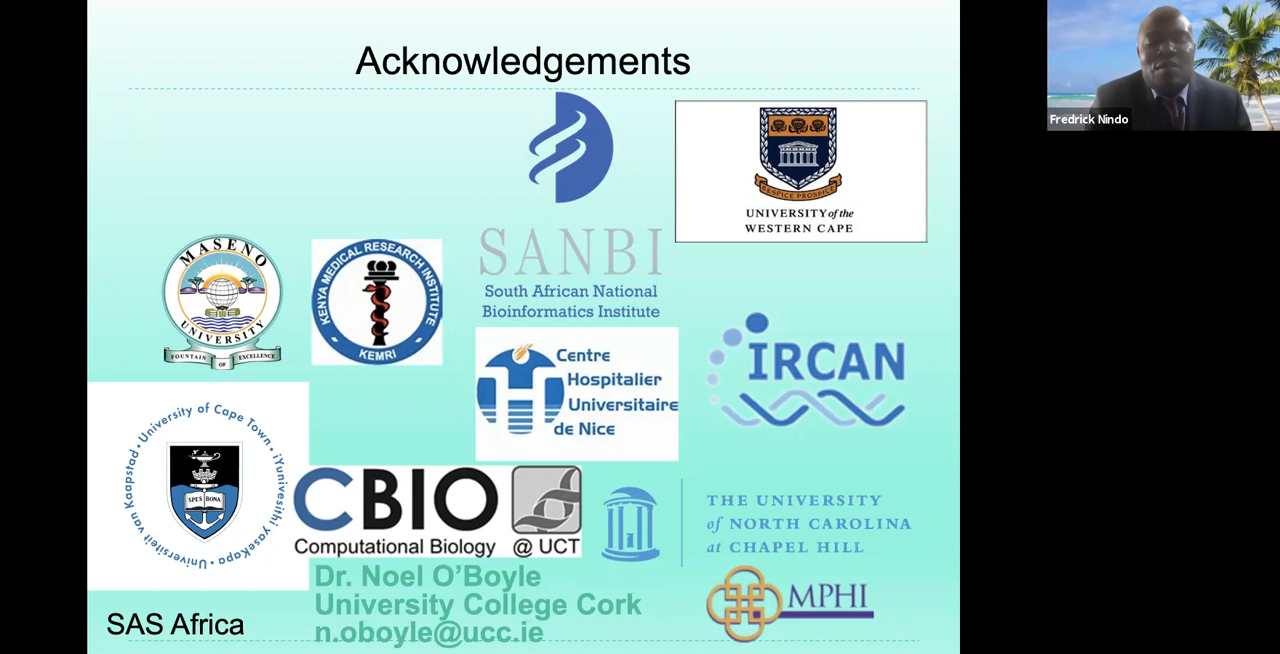 Acknowledgements
Fredrick Nindo
RESPICE PROSPICE
UNIVERSITY of the
WESTERN CAPE
MASENO
UNIVERSITY
FOUNTAIN OF EXCELLENCE
KENYA MEDICAL RESEARCH INSTITUTE
KEMRI
SANBI
South African National
Bioinformatics Institute
Centre
Hospitalier
Universitaire
de Nice
IRCAN
University of Cape Town • iYunivesithi yaseKapa • Universiteit van Kaapstad •
SPES BONA
CBIO
Computational Biology @ UCT
THE UNIVERSITY
of NORTH CAROLINA
at CHAPEL HILL
Dr. Noel O'Boyle
University College Cork
n.oboyle@ucc.ie
MPHI
SAS Africa